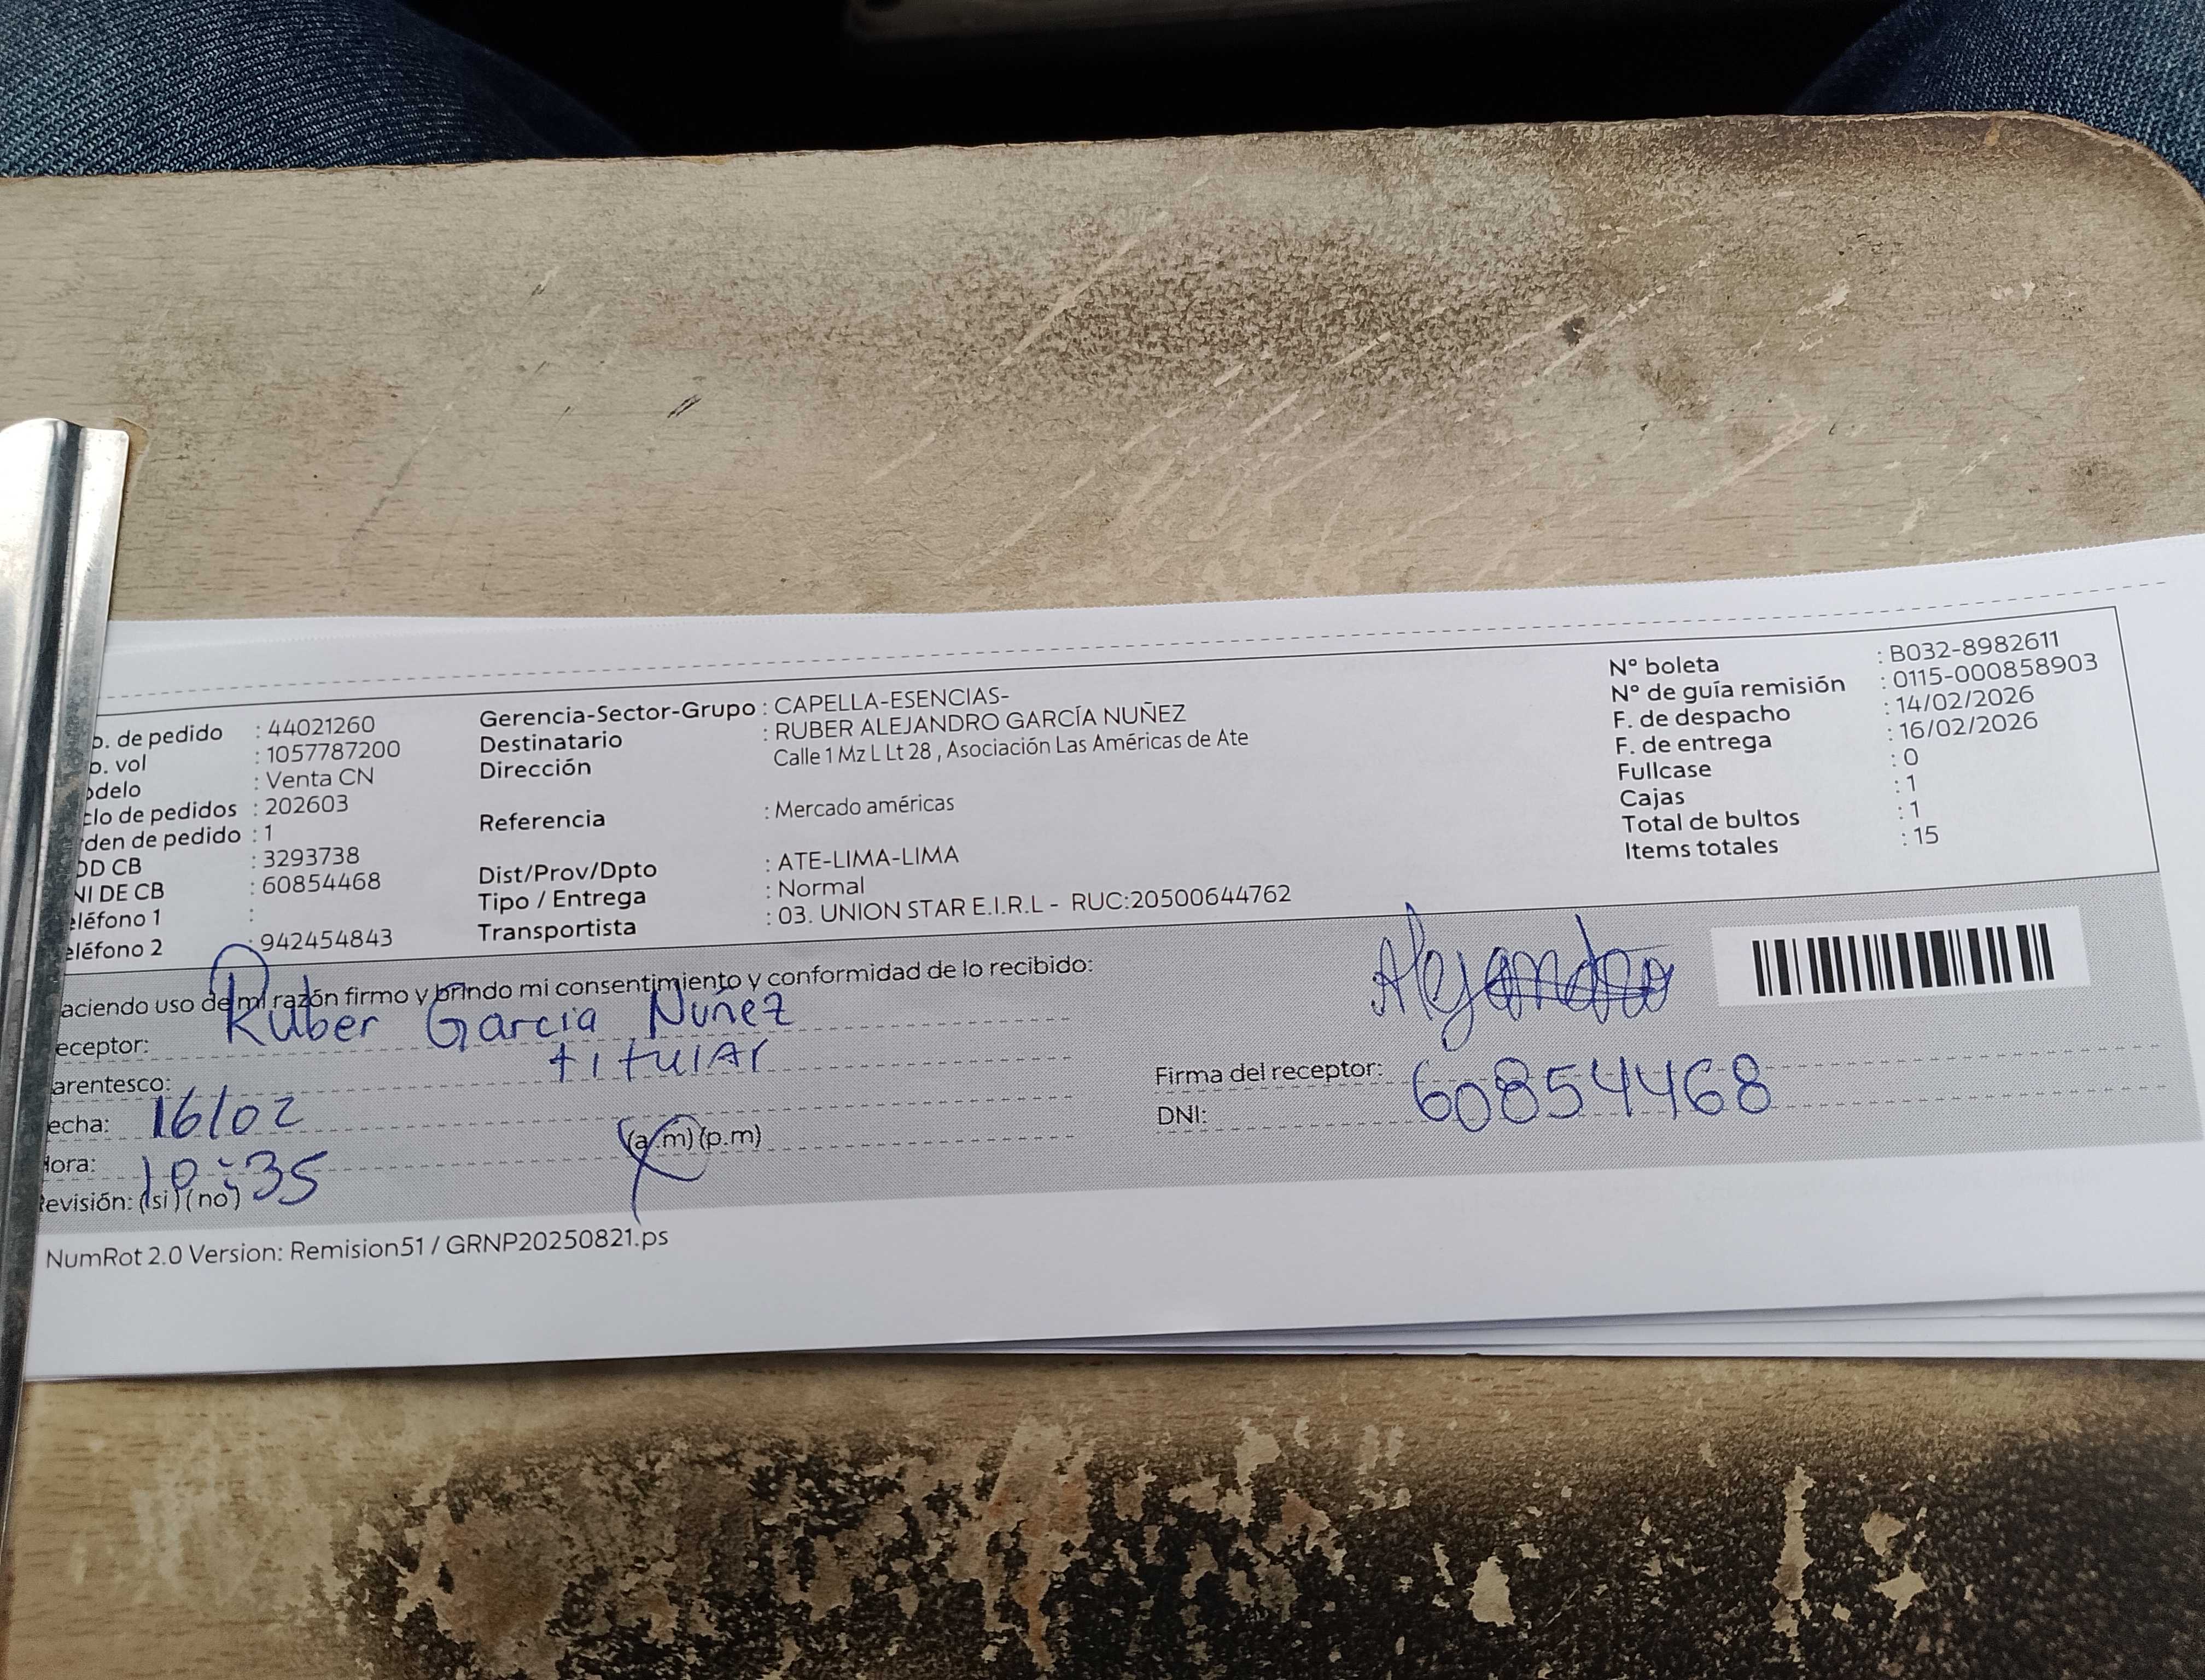 o. de pedido : 44021260
o. vol : 1057787200
odelo : Venta CN
clo de pedidos : 202603
rden de pedido : 1
OD CB : 3293738
NI DE CB : 60854468
eléfono 1 :
eléfono 2 : 942454843
Gerencia-Sector-Grupo : CAPELLA-ESENCIAS-
Destinatario : RUBER ALEJANDRO GARCÍA NUÑEZ
Dirección Calle 1 Mz L Lt 28 , Asociación Las Américas de Ate
Referencia : Mercado américas
Dist/Prov/Dpto : ATE-LIMA-LIMA
Tipo / Entrega : Normal
Transportista : 03. UNION STAR E.I.R.L - RUC:20500644762
N° boleta : B032-8982611
N° de guía remisión : 0115-000858903
F. de despacho : 14/02/2026
F. de entrega : 16/02/2026
Fullcase : 0
Cajas : 1
Total de bultos : 1
Items totales : 15
aciendo uso de mi razón firmo y brindo mi consentimiento y conformidad de lo recibido:
eceptor: Ruber Garcia Nuñez
arentesco: titular
echa: 16/02
Hora: 10:35 (a.m) (p.m)
Revisión: (si) (no)
Alejandro
Firma del receptor:
DNI: 60854468
NumRot 2.0 Version: Remision51 / GRNP20250821.ps